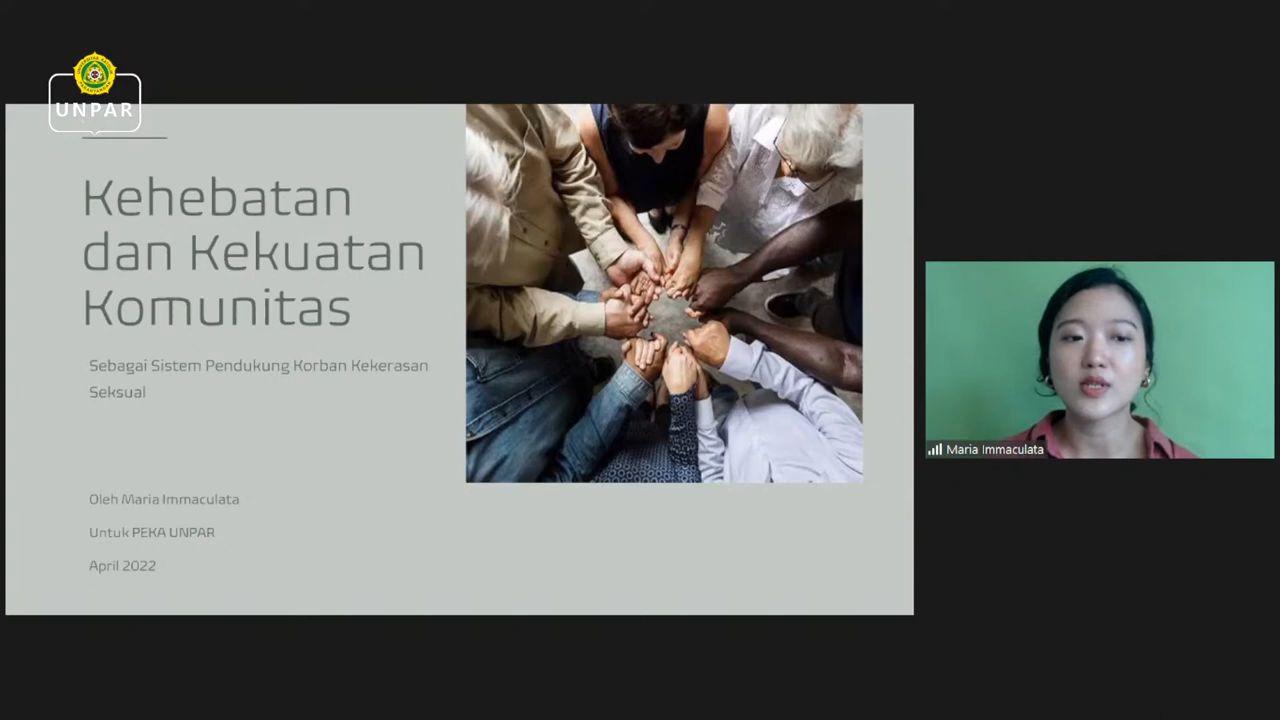 UNPAR
Kehebatan
dan Kekuatan
Komunitas
Sebagai Sistem Pendukung Korban Kekerasan
Seksual
Oleh Maria Immaculata
Untuk PEKA UNPAR
April 2022
Maria Immaculata